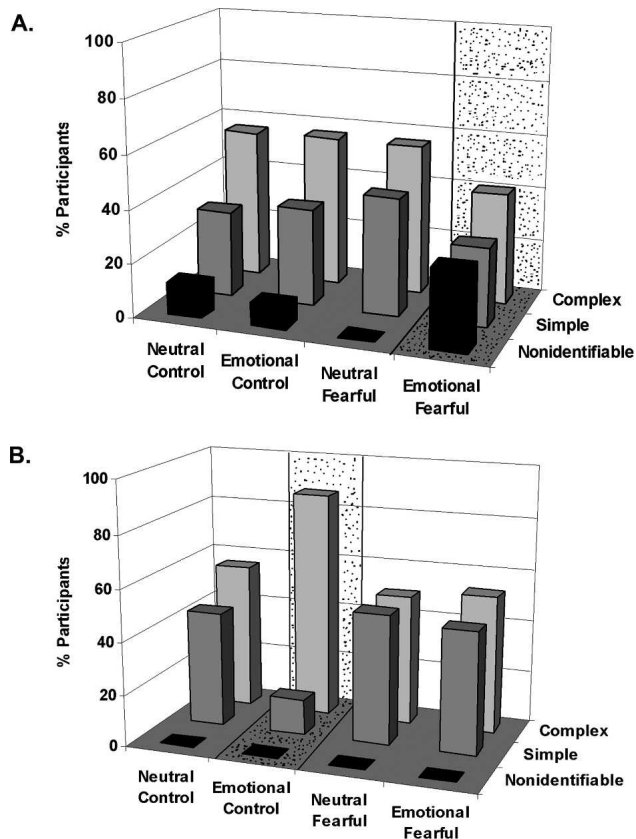 A.
100
80
60
40
20
0
% Participants
Neutral
Control
Emotional
Control
Neutral
Fearful
Emotional
Fearful
Complex
Simple
Nonidentifiable
B.
100
80
60
40
20
0
% Participants
Neutral
Control
Emotional
Control
Neutral
Fearful
Emotional
Fearful
Complex
Simple
Nonidentifiable